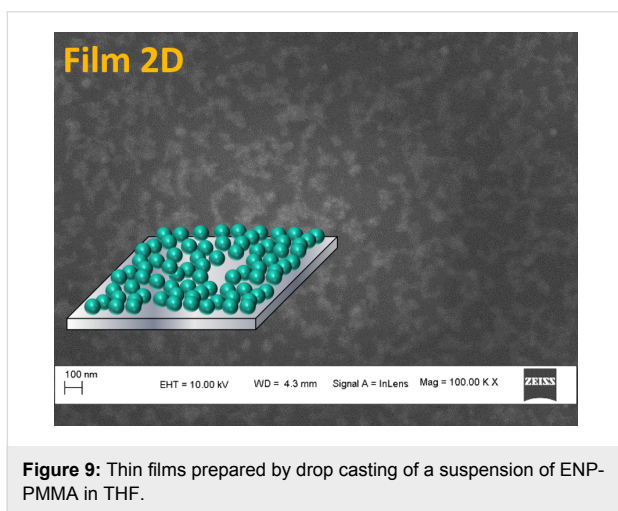 Film 2D
100 nm
EHT = 10.00 kV WD = 4.3 mm Signal A = InLens Mag = 100.00 K X ZEISS
Figure 9: Thin films prepared by drop casting of a suspension of ENP-
PMMA in THF.